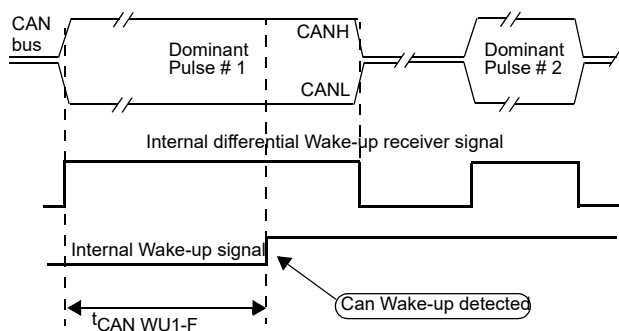 CAN
bus
CANH
Dominant
Pulse # 1
Dominant
Pulse # 2
CANL
Internal differential Wake-up receiver signal
Internal Wake-up signal
Can Wake-up detected
tCAN WU1-F